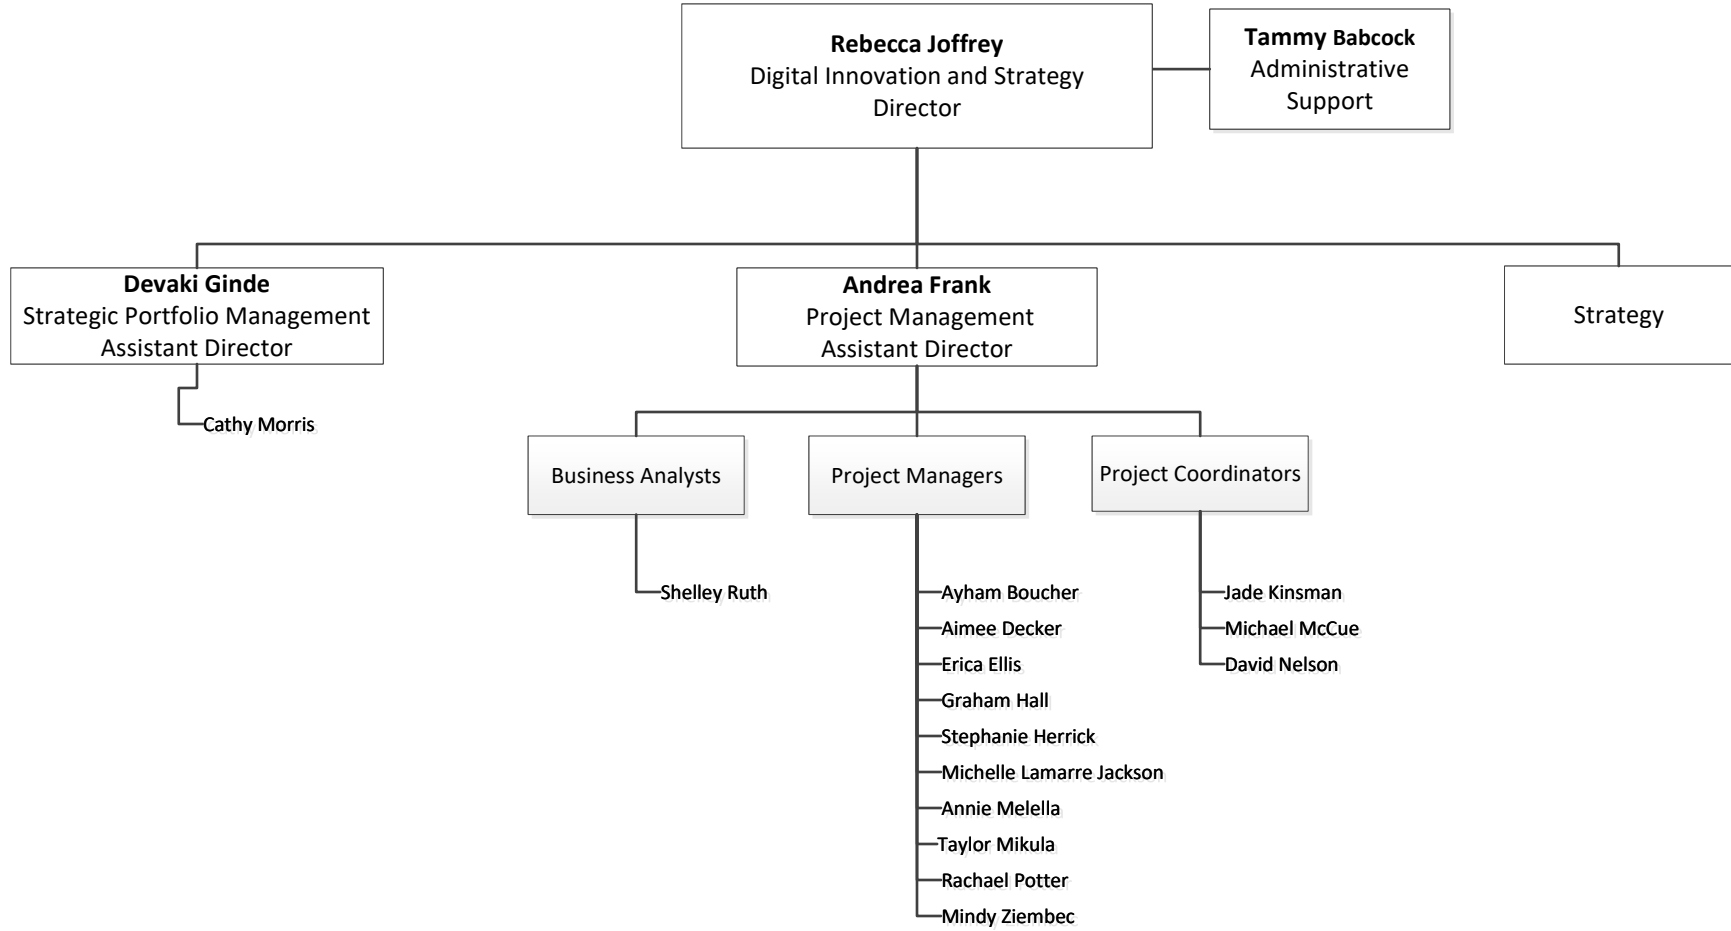 Rebecca Joffrey
Digital Innovation and Strategy
Director
Tammy Babcock
Administrative
Support
Devaki Ginde
Strategic Portfolio Management
Assistant Director
Andrea Frank
Project Management
Assistant Director
Strategy
Cathy Morris
Business Analysts
Project Managers
Project Coordinators
Shelley Ruth
Ayham Boucher
Aimee Decker
Erica Ellis
Graham Hall
Stephanie Herrick
Michelle Lamarre Jackson
Annie Melella
Taylor Mikula
Rachael Potter
Mindy Ziembec
Jade Kinsman
Michael McCue
David Nelson